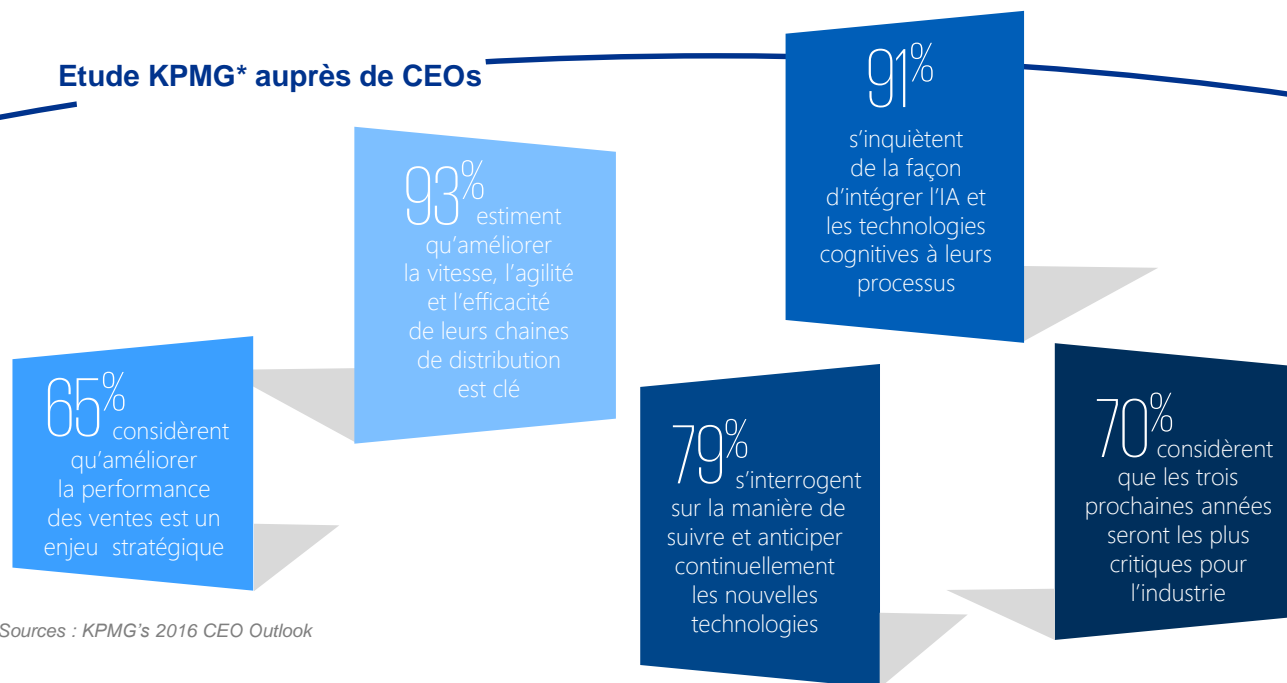 Etude KPMG* auprès de CEOs
91%
s'inquiètent
de la façon
d'intégrer l'IA et
les technologies
cognitives à leurs
processus
93% estiment
qu'améliorer
la vitesse, l'agilité
et l'efficacité
de leurs chaines
de distribution
est clé
65% considèrent
qu'améliorer
la performance
des ventes est un
enjeu stratégique
79% s'interrogent
sur la manière de
suivre et anticiper
continuellement
les nouvelles
technologies
70% considèrent
que les trois
prochaines années
seront les plus
critiques pour
l'industrie
Sources : KPMG's 2016 CEO Outlook